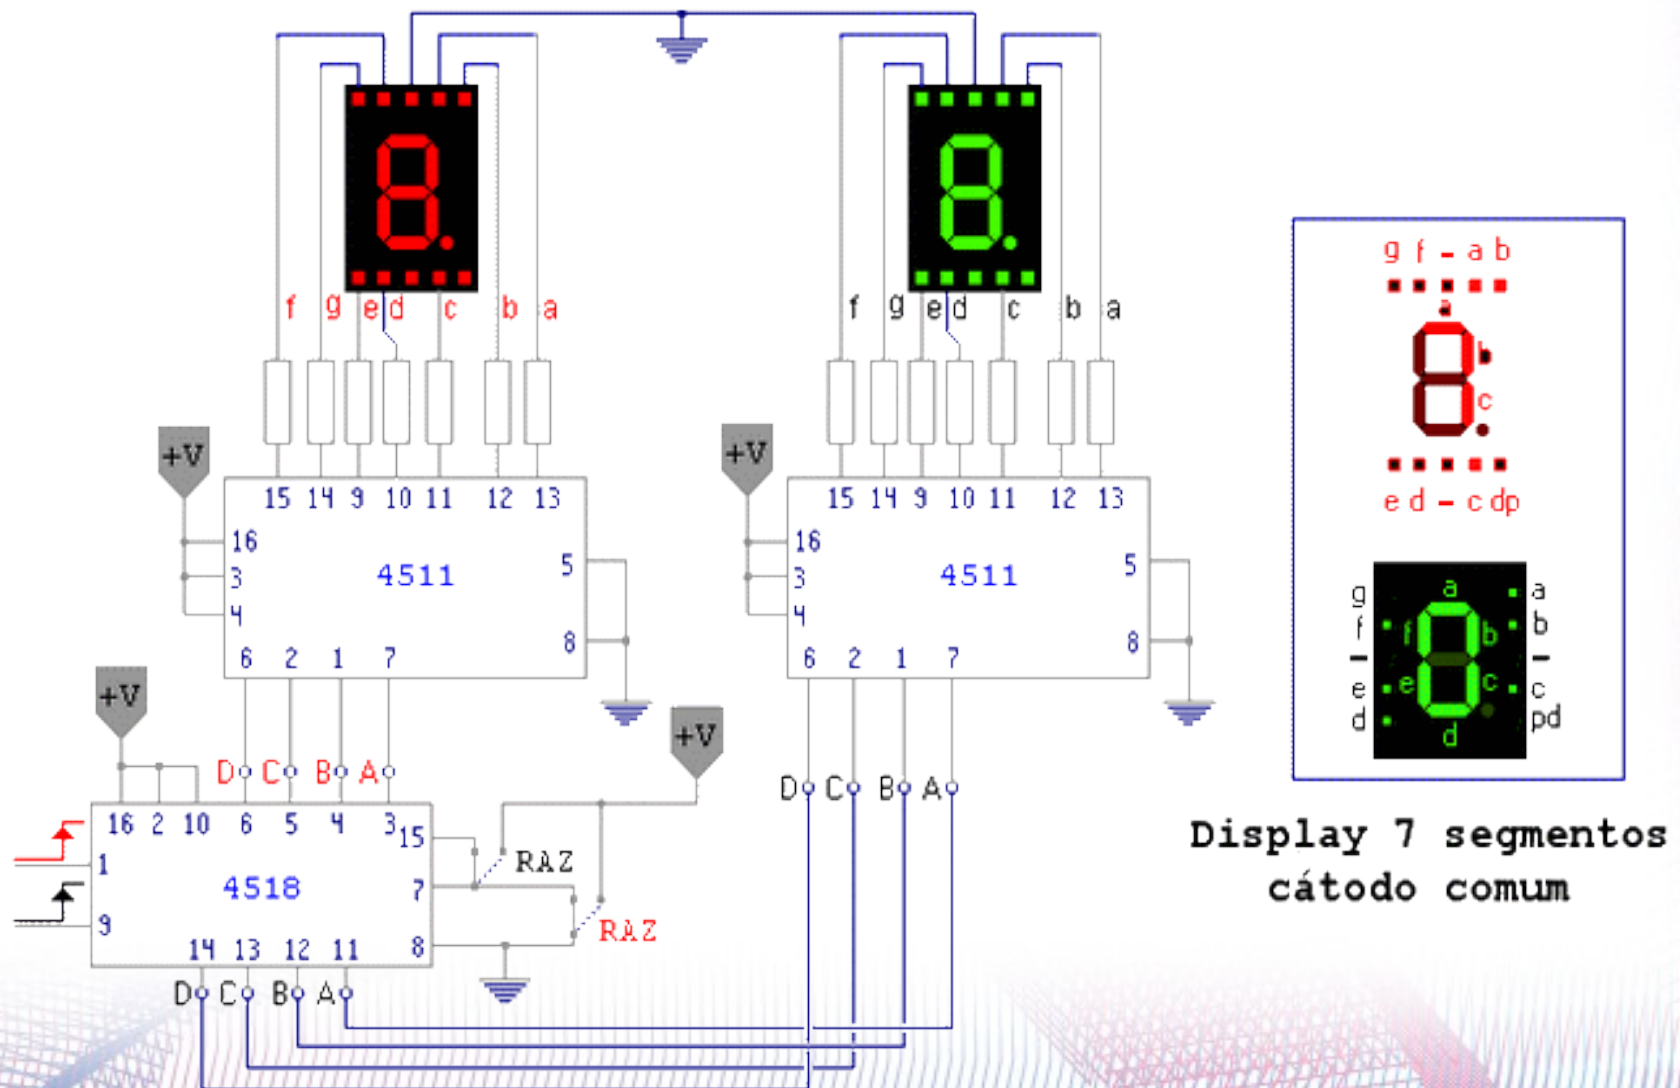 f g e d c b a
f g e d c b a
g f - a b
a
b
c
e d - c dp
+V
+V
15 14 9 10 11 12 13
15 14 9 10 11 12 13
16
3
4
4511
5
8
6 2 1 7
16
3
4
4511
5
8
6 2 1 7
g
f
-
e
d
a
f b
e c
d
a
b
-
c
pd
+V
+V
D C B A
D C B A
16 2 10 6 5 4 3
15
1
RAZ
4518
7
9
RAZ
8
14 13 12 11
D C B A
Display 7 segmentos
cátodo comum